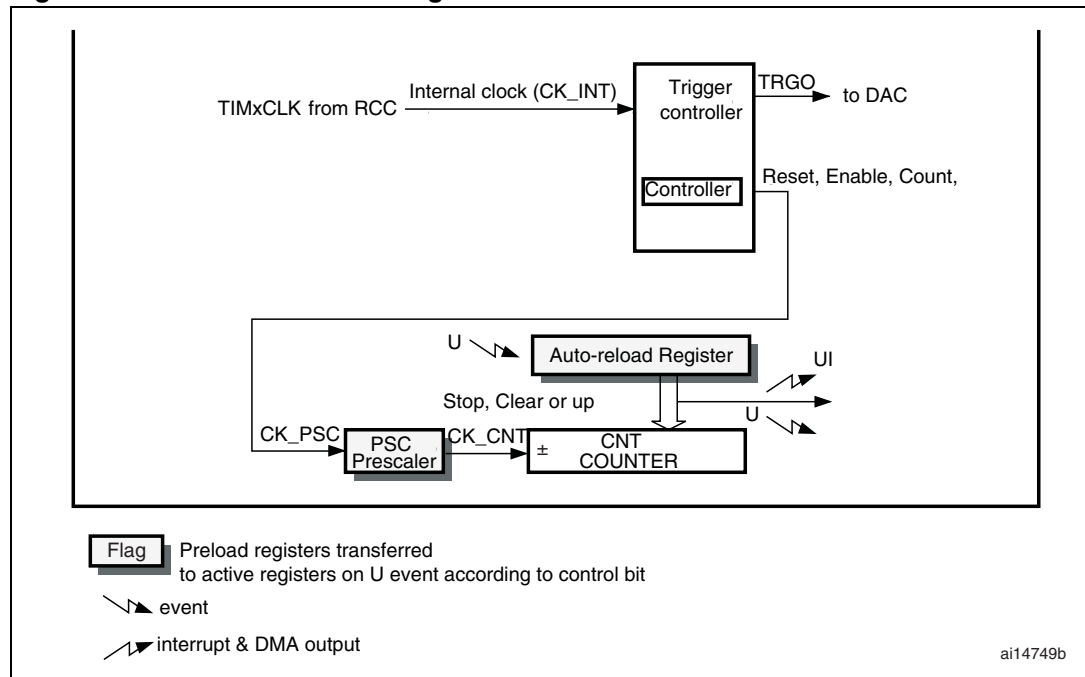 Trigger
controller
TRGO
to DAC
Internal clock (CK_INT)
TIMxCLK from RCC
Controller
Reset, Enable, Count,
U
Auto-reload Register
UI
Stop, Clear or up
U
CK_PSC
PSC
Prescaler
CK_CNT
±
CNT
COUNTER
Flag
Preload registers transferred
to active registers on U event according to control bit
event
interrupt & DMA output
ai14749b